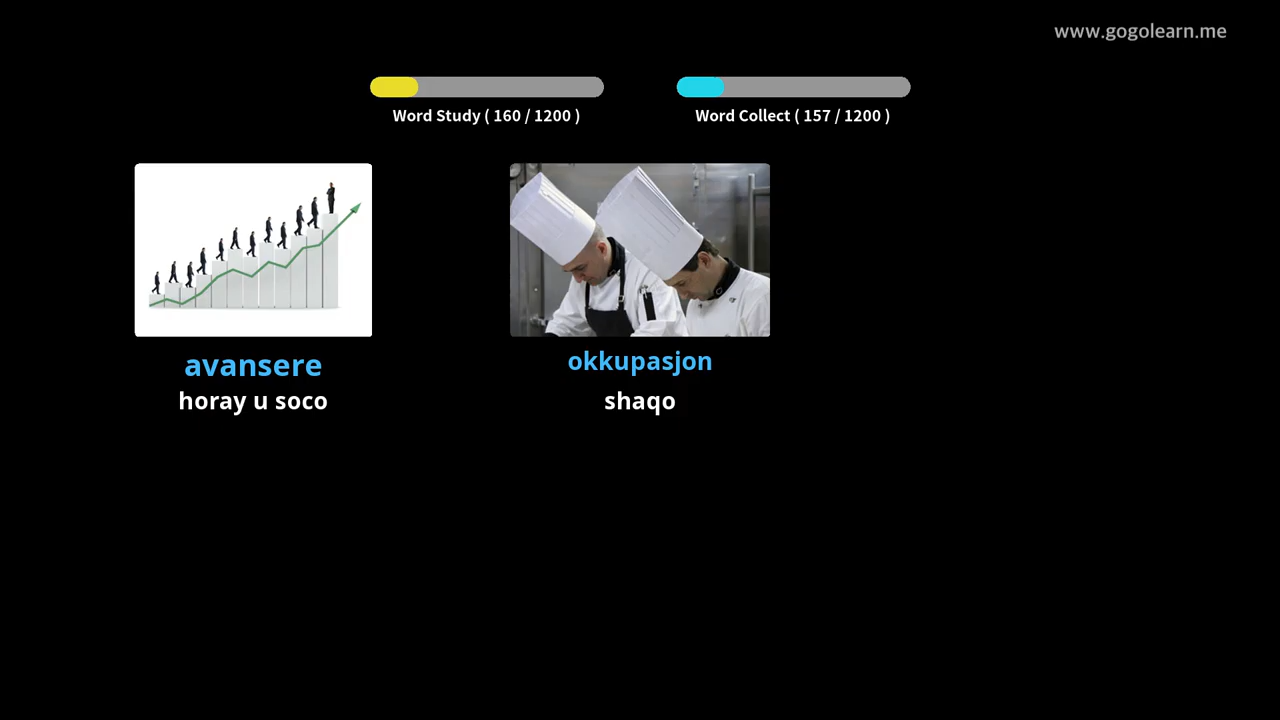 www.gogolearn.me
Word Study ( 160 / 1200 )
Word Collect ( 157 / 1200 )
avansere
horay u soco
okkupasjon
shaqo